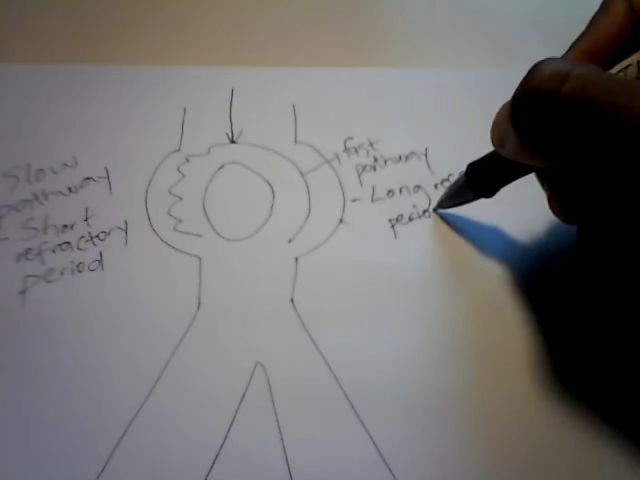 Slow
pathway
- Short
refractory
period
fast
pathway
- Long
period